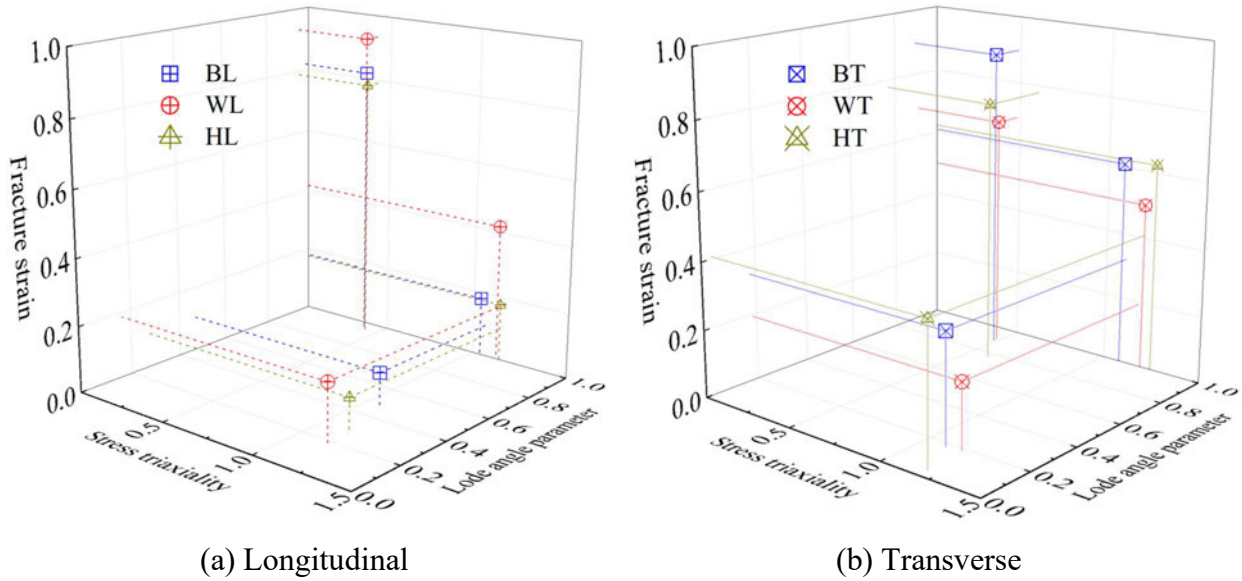 1.0
0.8
0.6
0.4
0.2
0.0
Fracture strain
BL
WL
HL
0.5
1.0
1.5
Stress triaxiality
0.0
0.2
0.4
0.6
0.8
1.0
Lode angle parameter
(a) Longitudinal
1.0
0.8
0.6
0.4
0.2
0.0
Fracture strain
BT
WT
HT
0.5
1.0
1.5
Stress triaxiality
0.0
0.2
0.4
0.6
0.8
1.0
Lode angle parameter
(b) Transverse